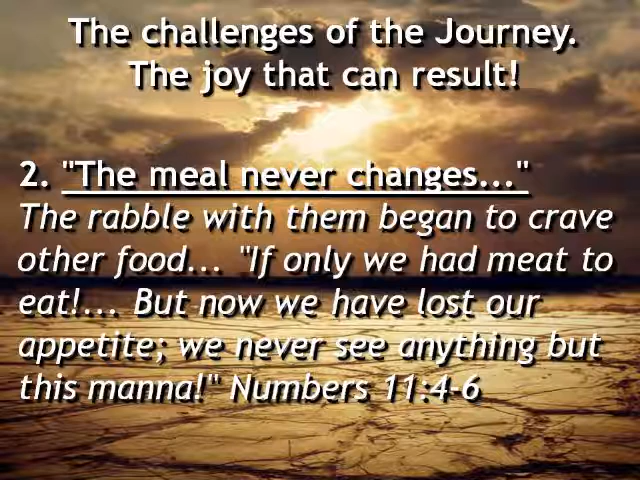 The challenges of the Journey.
The joy that can result!
2. "The meal never changes..."
The rabble with them began to crave
other food... "If only we had meat to
eat!... But now we have lost our
appetite; we never see anything but
this manna!" Numbers 11:4-6